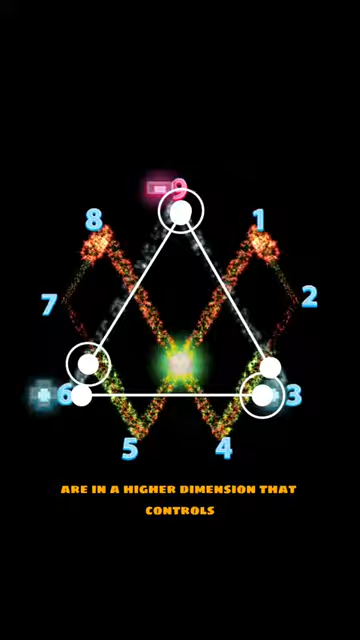 9
8 1
7 2
6 3
5 4
ARE IN A HIGHER DIMENSION THAT
CONTROLS